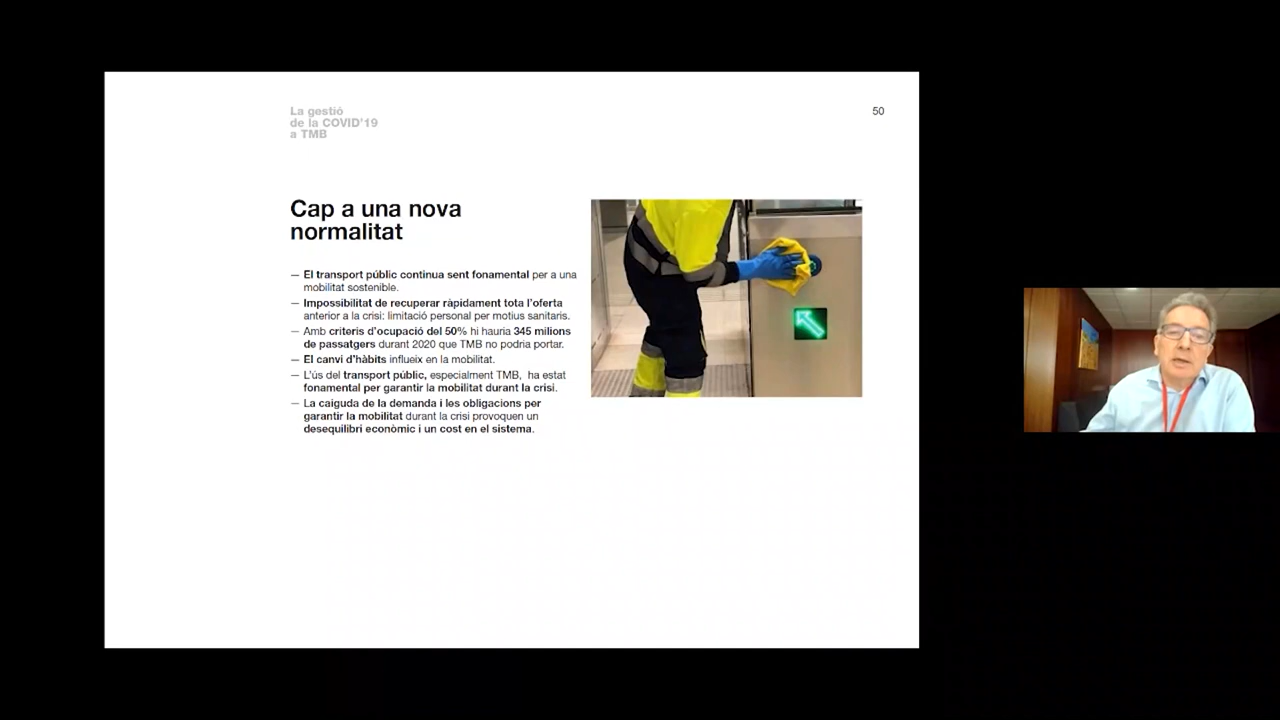 La gestió
de la COVID'19
a TMB
50
Cap a una nova
normalitat
— El transport públic continua sent fonamental per a una
mobilitat sostenible.
— Impossibilitat de recuperar ràpidament tota l'oferta
anterior a la crisi: limitació personal per motius sanitaris.
— Amb criteris d'ocupació del 50% hi hauria 345 milions
de passatgers durant 2020 que TMB no podria portar.
— El canvi d'hàbits influeix en la mobilitat.
— L'ús del transport públic, especialment TMB, ha estat
fonamental per garantir la mobilitat durant la crisi.
— La caiguda de la demanda i les obligacions per
garantir la mobilitat durant la crisi provoquen un
desequilibri econòmic i un cost en el sistema.